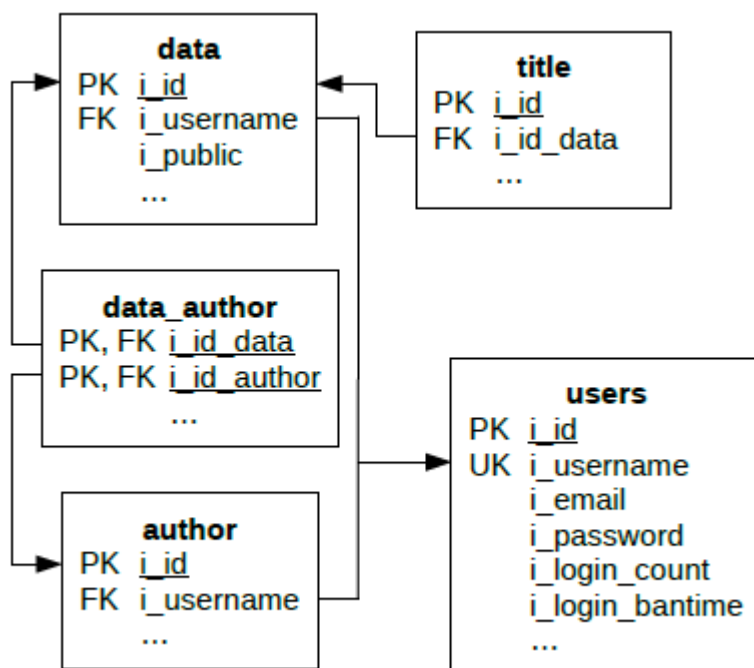 data
PK i_id
FK i_username
i_public
...
title
PK i_id
FK i_id_data
...
data_author
PK, FK i_id_data
PK, FK i_id_author
...
users
PK i_id
UK i_username
i_email
i_password
i_login_count
i_login_bantime
...
author
PK i_id
FK i_username
...